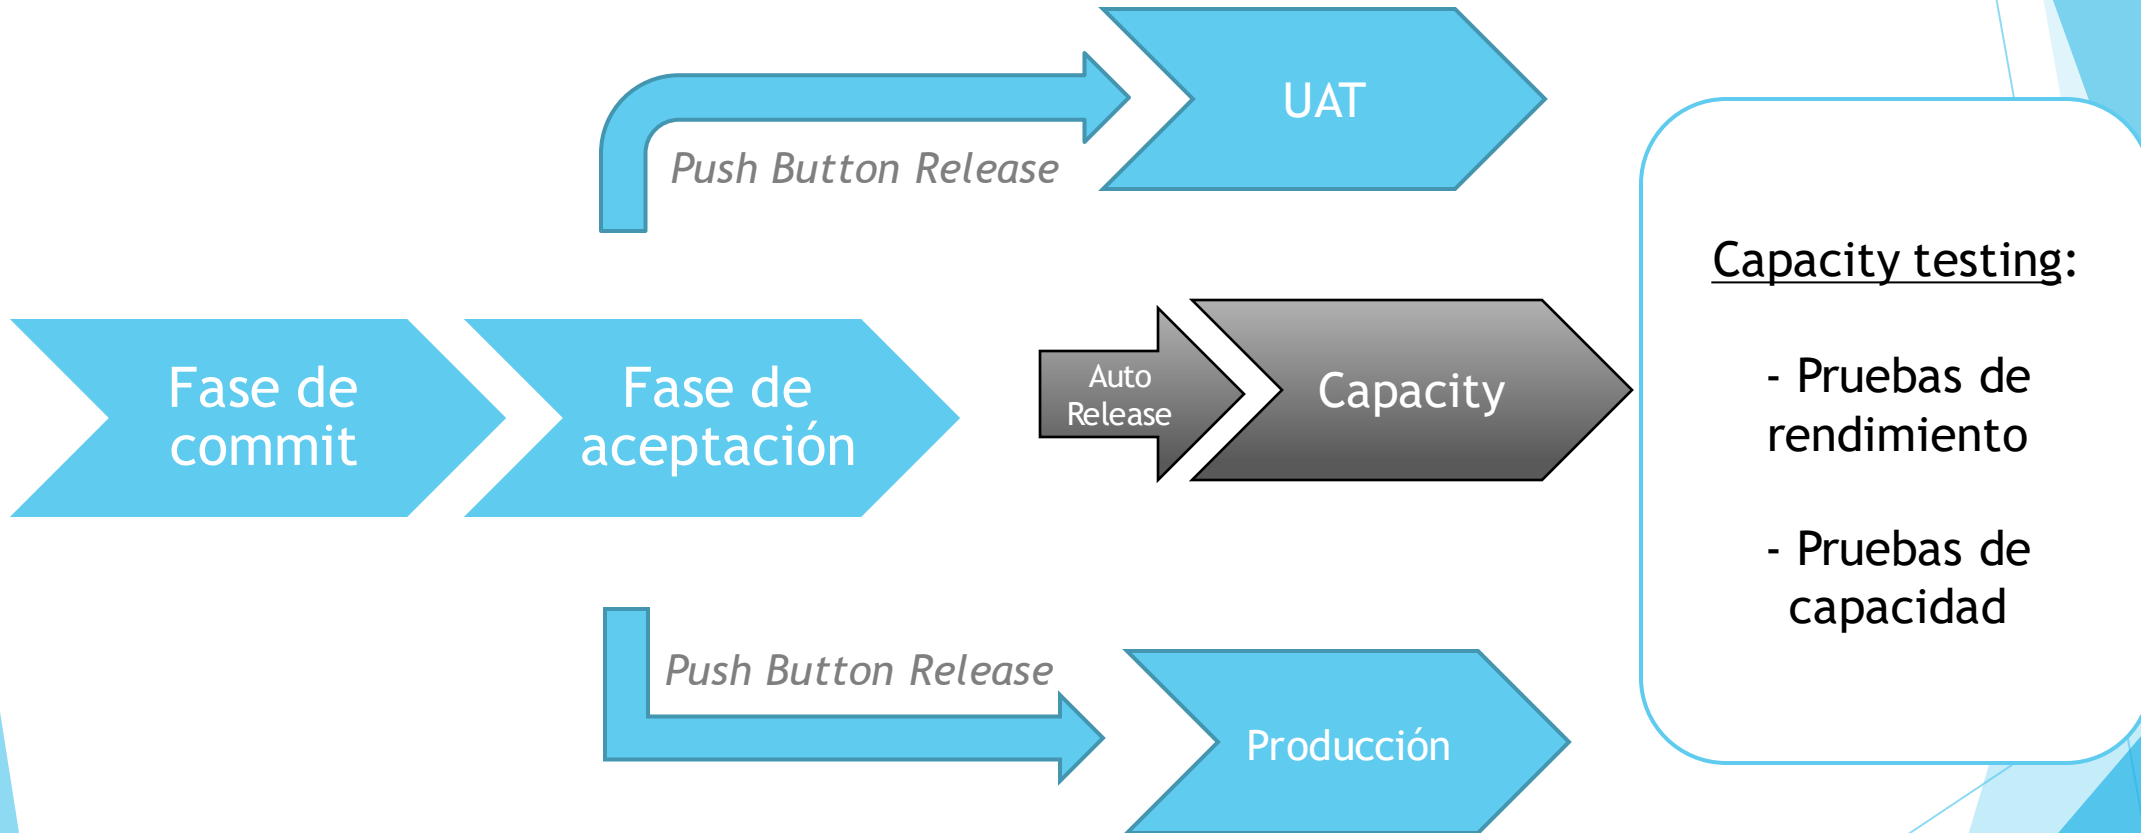 UAT
Push Button Release
Fase de
commit
Fase de
aceptación
Auto
Release
Capacity
Push Button Release
Producción
Capacity testing:
- Pruebas de
rendimiento
- Pruebas de
capacidad